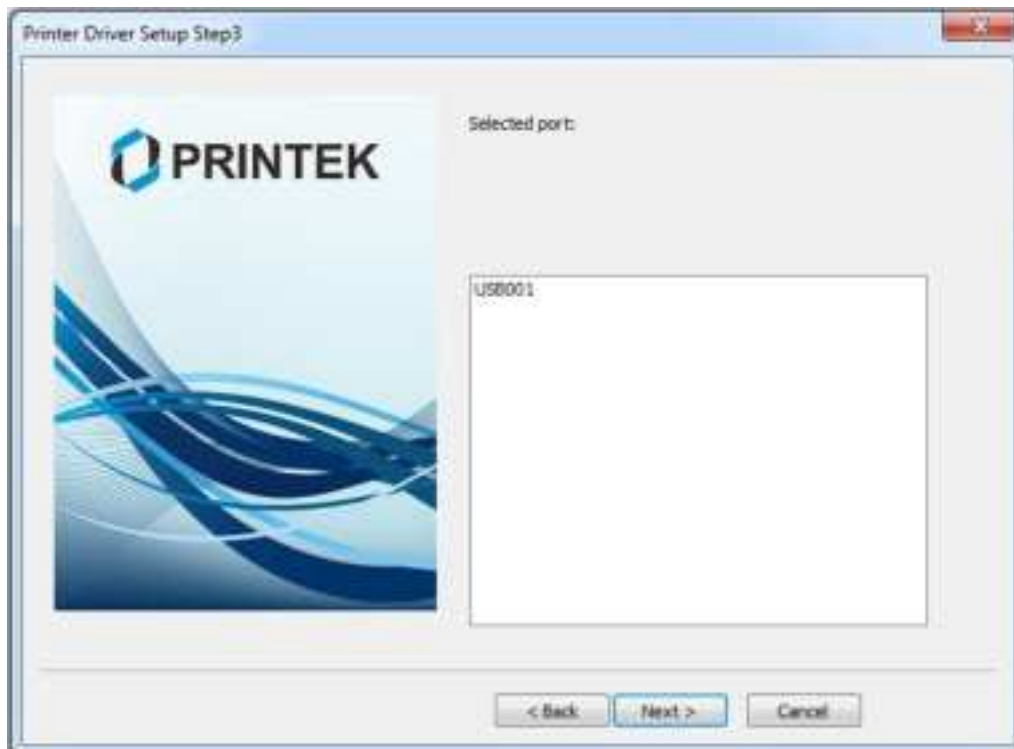 Printer Driver Setup Step3
PRINTEK
Selected port:
USB001
< Back
Next >
Cancel